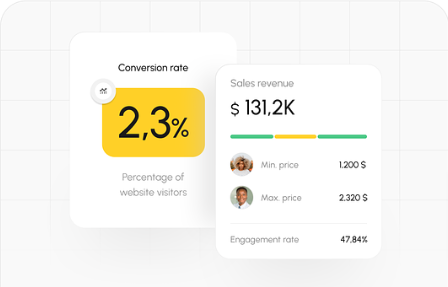 Conversion rate
2,3%
Percentage of
website visitors
Sales revenue
$ 131,2K
Min. price 1.200 $
Max. price 2.320 $
Engagement rate 47,84%